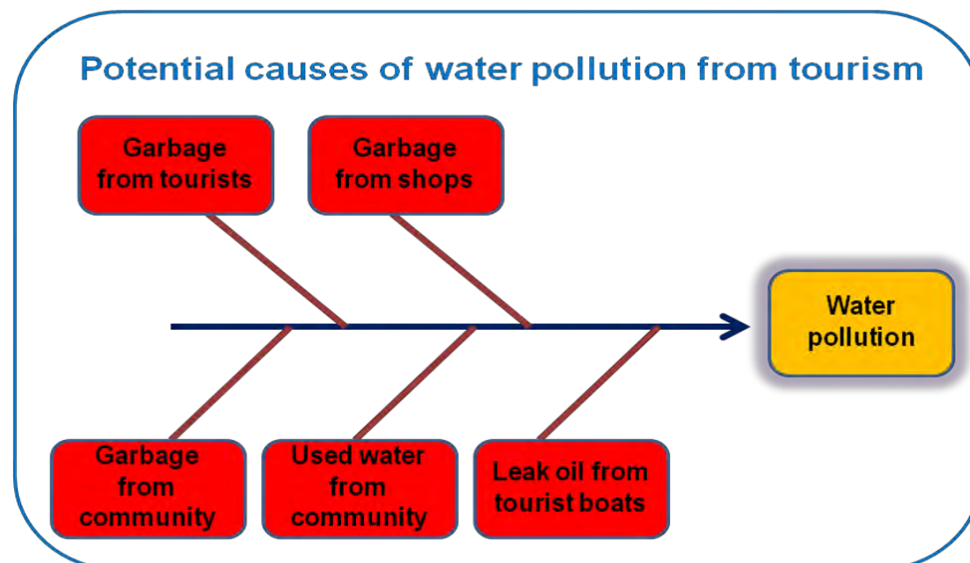 Potential causes of water pollution from tourism
Garbage
from tourists
Garbage
from shops
Water
pollution
Garbage
from
community
Used water
from
community
Leak oil from
tourist boats